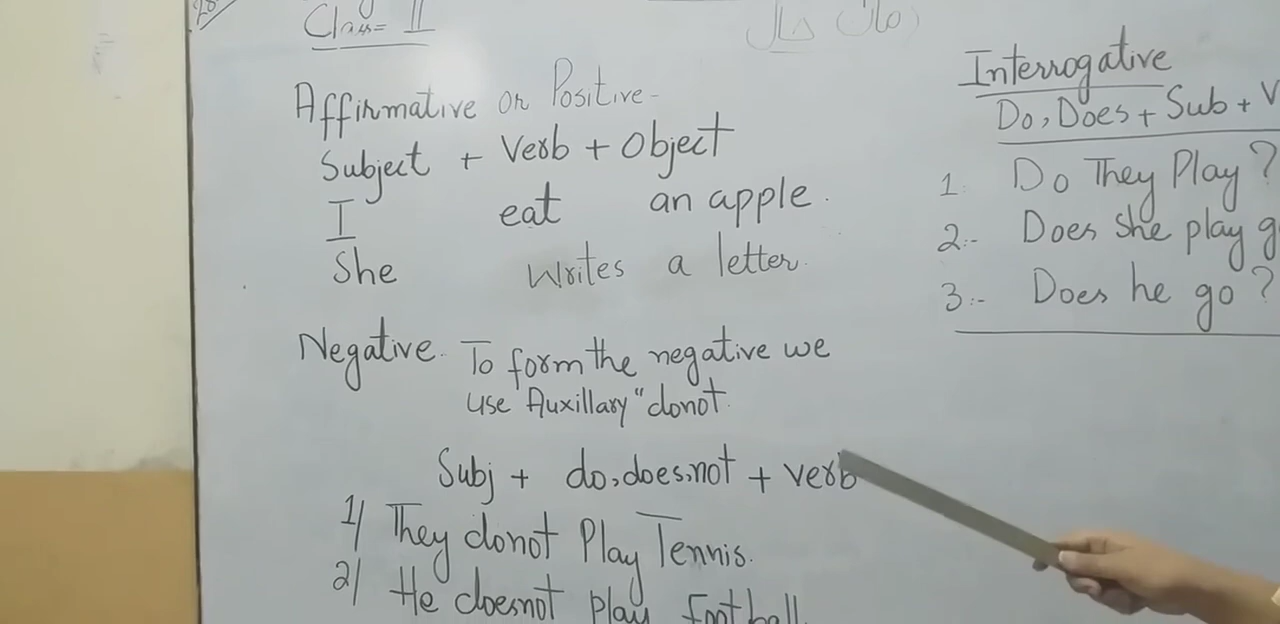 Class= II
Affirmative or Positive-
Subject + Verb + Object
I eat an apple.
She writes a letter.
Negative. To form the negative we
use "Auxillary" donot.
Subj + do, does, not + verb
1) They donot Play Tennis.
2) He doesnot play Football
Interrogative
Do, Does + Sub + V
1. Do They Play?
2:- Does She play g
3:- Does he go?